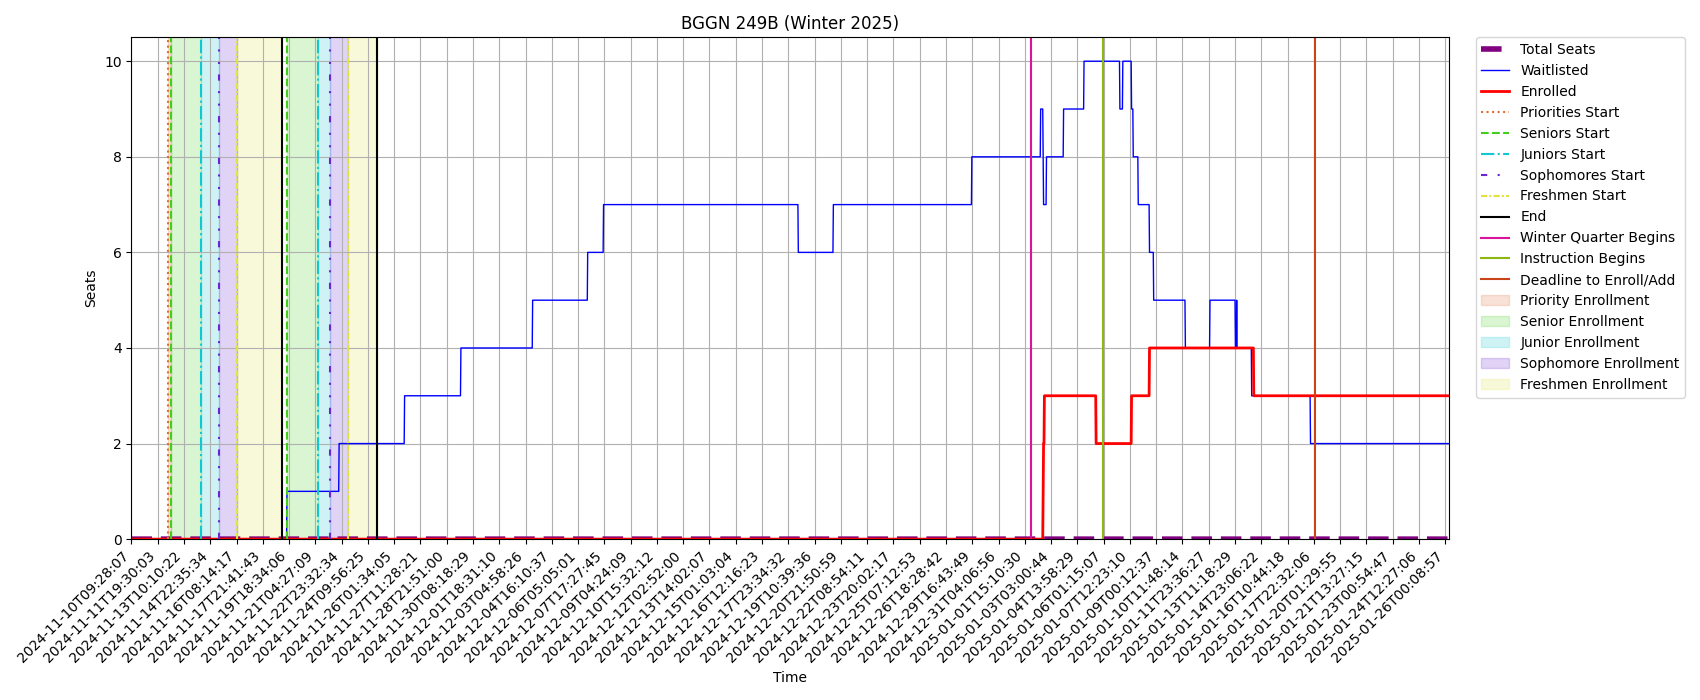 BGGN 249B (Winter 2025)
Seats
10
8
6
4
2
0
2024-11-10T09:28:07
2024-11-11T19:30:03
2024-11-13T10:10:22
2024-11-14T22:35:34
2024-11-16T08:14:17
2024-11-17T21:41:43
2024-11-19T18:34:06
2024-11-21T04:27:09
2024-11-22T23:32:34
2024-11-24T09:56:25
2024-11-26T01:34:05
2024-11-27T11:28:21
2024-11-28T21:51:00
2024-11-30T08:18:29
2024-12-01T18:31:10
2024-12-03T04:58:26
2024-12-04T16:10:37
2024-12-06T05:05:01
2024-12-07T17:27:45
2024-12-09T04:24:09
2024-12-10T15:32:12
2024-12-12T02:52:00
2024-12-13T14:02:07
2024-12-15T01:03:04
2024-12-16T12:16:23
2024-12-17T23:34:32
2024-12-19T10:39:36
2024-12-20T21:50:59
2024-12-22T08:54:11
2024-12-23T20:02:17
2024-12-25T07:12:53
2024-12-26T18:28:42
2024-12-29T16:43:49
2024-12-31T04:06:56
2025-01-01T15:10:30
2025-01-03T03:00:44
2025-01-04T13:58:29
2025-01-06T01:15:07
2025-01-07T12:23:10
2025-01-09T00:12:37
2025-01-10T11:48:14
2025-01-11T23:36:27
2025-01-13T11:18:29
2025-01-14T23:06:22
2025-01-16T10:44:18
2025-01-17T22:32:06
2025-01-20T01:29:55
2025-01-21T13:27:15
2025-01-23T00:54:47
2025-01-24T12:27:06
2025-01-26T00:08:57
Time
Total Seats
Waitlisted
Enrolled
Priorities Start
Seniors Start
Juniors Start
Sophomores Start
Freshmen Start
End
Winter Quarter Begins
Instruction Begins
Deadline to Enroll/Add
Priority Enrollment
Senior Enrollment
Junior Enrollment
Sophomore Enrollment
Freshmen Enrollment